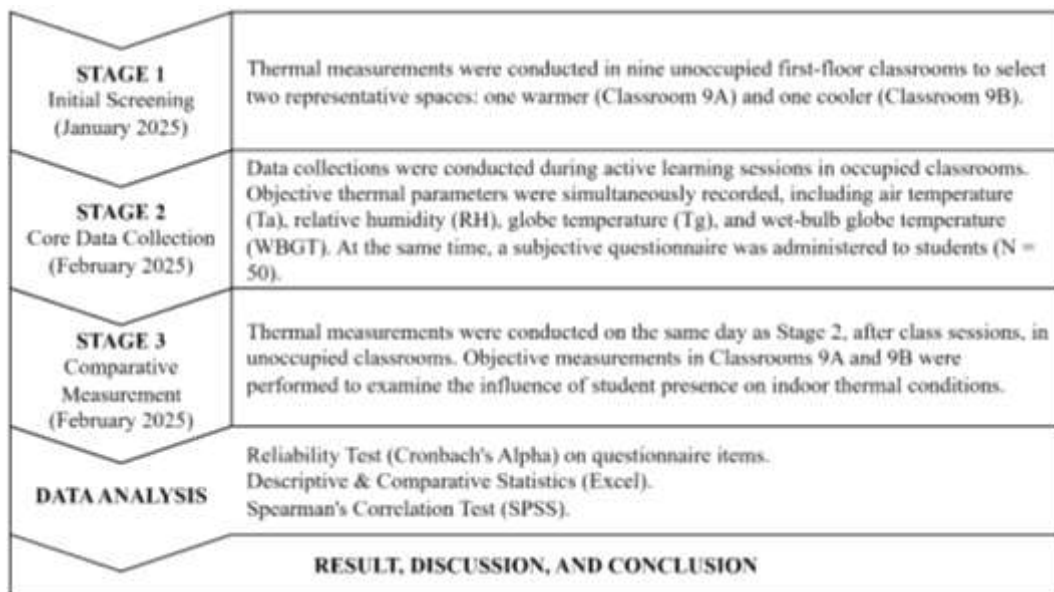 STAGE 1
Initial Screening
(January 2025)
Thermal measurements were conducted in nine unoccupied first-floor classrooms to select
two representative spaces: one warmer (Classroom 9A) and one cooler (Classroom 9B).
STAGE 2
Core Data Collection
(February 2025)
Data collections were conducted during active learning sessions in occupied classrooms.
Objective thermal parameters were simultaneously recorded, including air temperature
(Ta), relative humidity (RH), globe temperature (Tg), and wet-bulb globe temperature
(WBGT). At the same time, a subjective questionnaire was administered to students (N =
50).
STAGE 3
Comparative
Measurement
(February 2025)
Thermal measurements were conducted on the same day as Stage 2, after class sessions, in
unoccupied classrooms. Objective measurements in Classrooms 9A and 9B were
performed to examine the influence of student presence on indoor thermal conditions.
DATA ANALYSIS
Reliability Test (Cronbach's Alpha) on questionnaire items.
Descriptive & Comparative Statistics (Excel).
Spearman's Correlation Test (SPSS).
RESULT, DISCUSSION, AND CONCLUSION